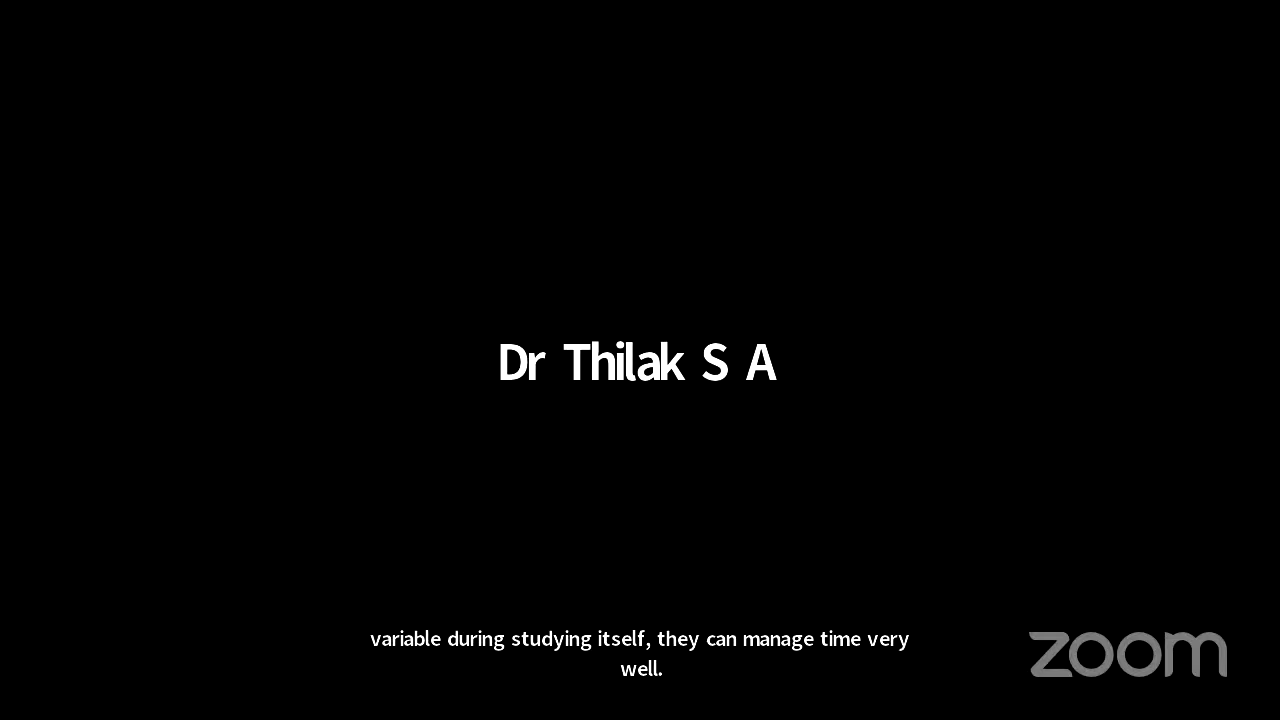 Dr Thilak S A
variable during studying itself, they can manage time very
well.
zoom